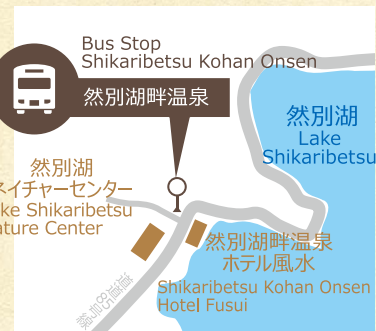 Bus Stop
Shikaribetsu Kohan Onsen
然別湖畔温泉
然別湖
Lake
Shikaribetsu
然別湖
ネイチャーセンター
ke Shikaribetsu
ature Center
然別湖畔温泉
ホテル風水
Shikaribetsu Kohan Onsen
Hotel Fusui